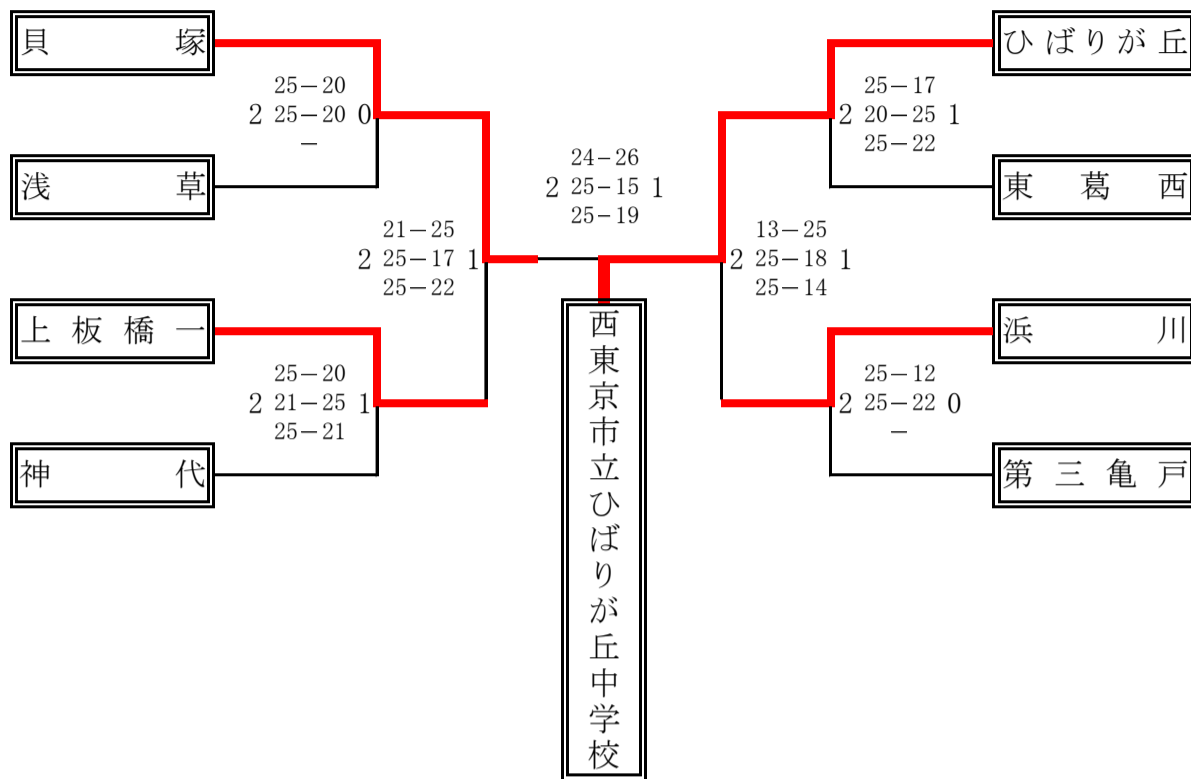 貝塚
ひばりが丘
25-20
2 25-20 0
-
25-17
2 20-25 1
25-22
浅草
東葛西
24-26
2 25-15 1
25-19
21-25
2 25-17 1
25-22
13-25
2 25-18 1
25-14
上板橋一
浜川
25-20
2 21-25 1
25-21
25-12
2 25-22 0
-
神代
第三亀戸
西東京市立ひばりが丘中学校